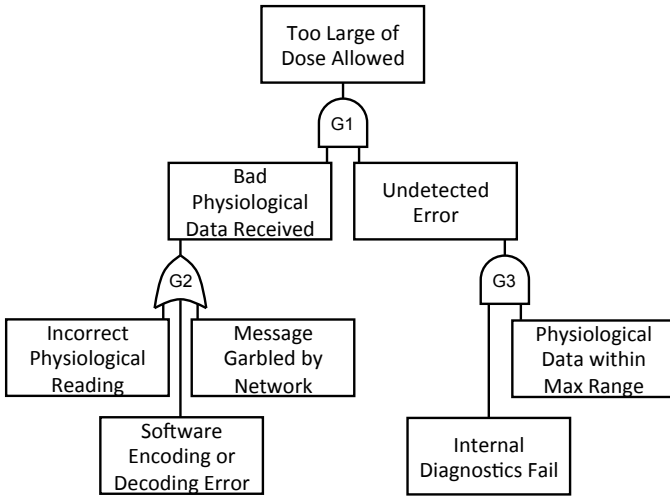 Too Large of
Dose Allowed
G1
Bad
Physiological
Data Received
Undetected
Error
G2
G3
Incorrect
Physiological
Reading
Message
Garbled by
Network
Physiological
Data within
Max Range
Software
Encoding or
Decoding Error
Internal
Diagnostics Fail